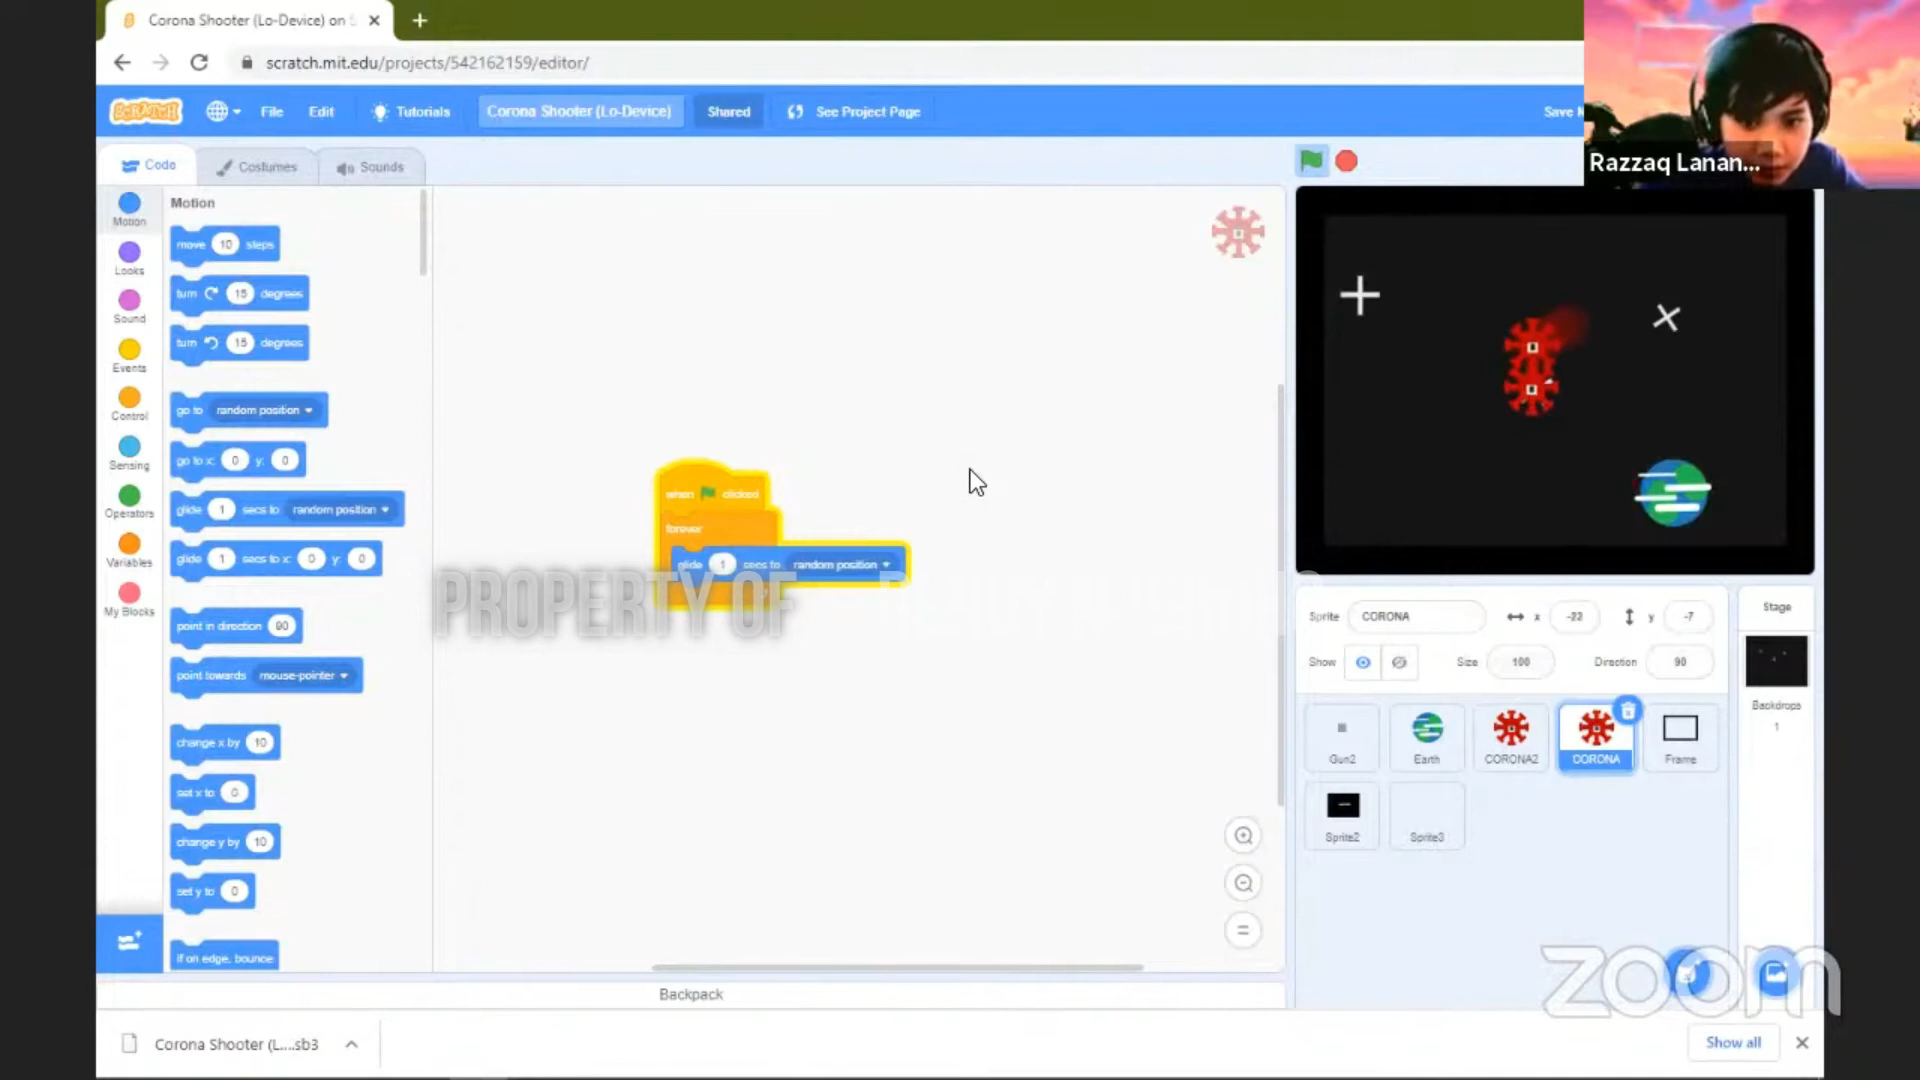 Corona Shooter (Lo-Device) on S
scratch.mit.edu/projects/542162159/editor/
SCRATCH
File
Edit
Tutorials
Corona Shooter (Lo-Device)
Shared
See Project Page
Save
Razzaq Lanan...
Code
Costumes
Sounds
Motion
Looks
Sound
Events
Control
Sensing
Operators
Variables
My Blocks
Motion
move 10 steps
turn 15 degrees
turn 15 degrees
go to random position
go to x: 0 y: 0
glide 1 secs to random position
glide 1 secs to x: 0 y: 0
point in direction 90
point towards mouse-pointer
change x by 10
set x to 0
change y by 10
set y to 0
if on edge, bounce
when clicked
forever
glide 1 secs to random position
PROPERTY OF
Sprite CORONA x -22 y -7
Show Size 100 Direction 90
Gun2
Earth
CORONA2
CORONA
Frame
Sprite2
Sprite3
Stage
Backdrops
1
zoom
Backpack
Corona Shooter (L....sb3
Show all